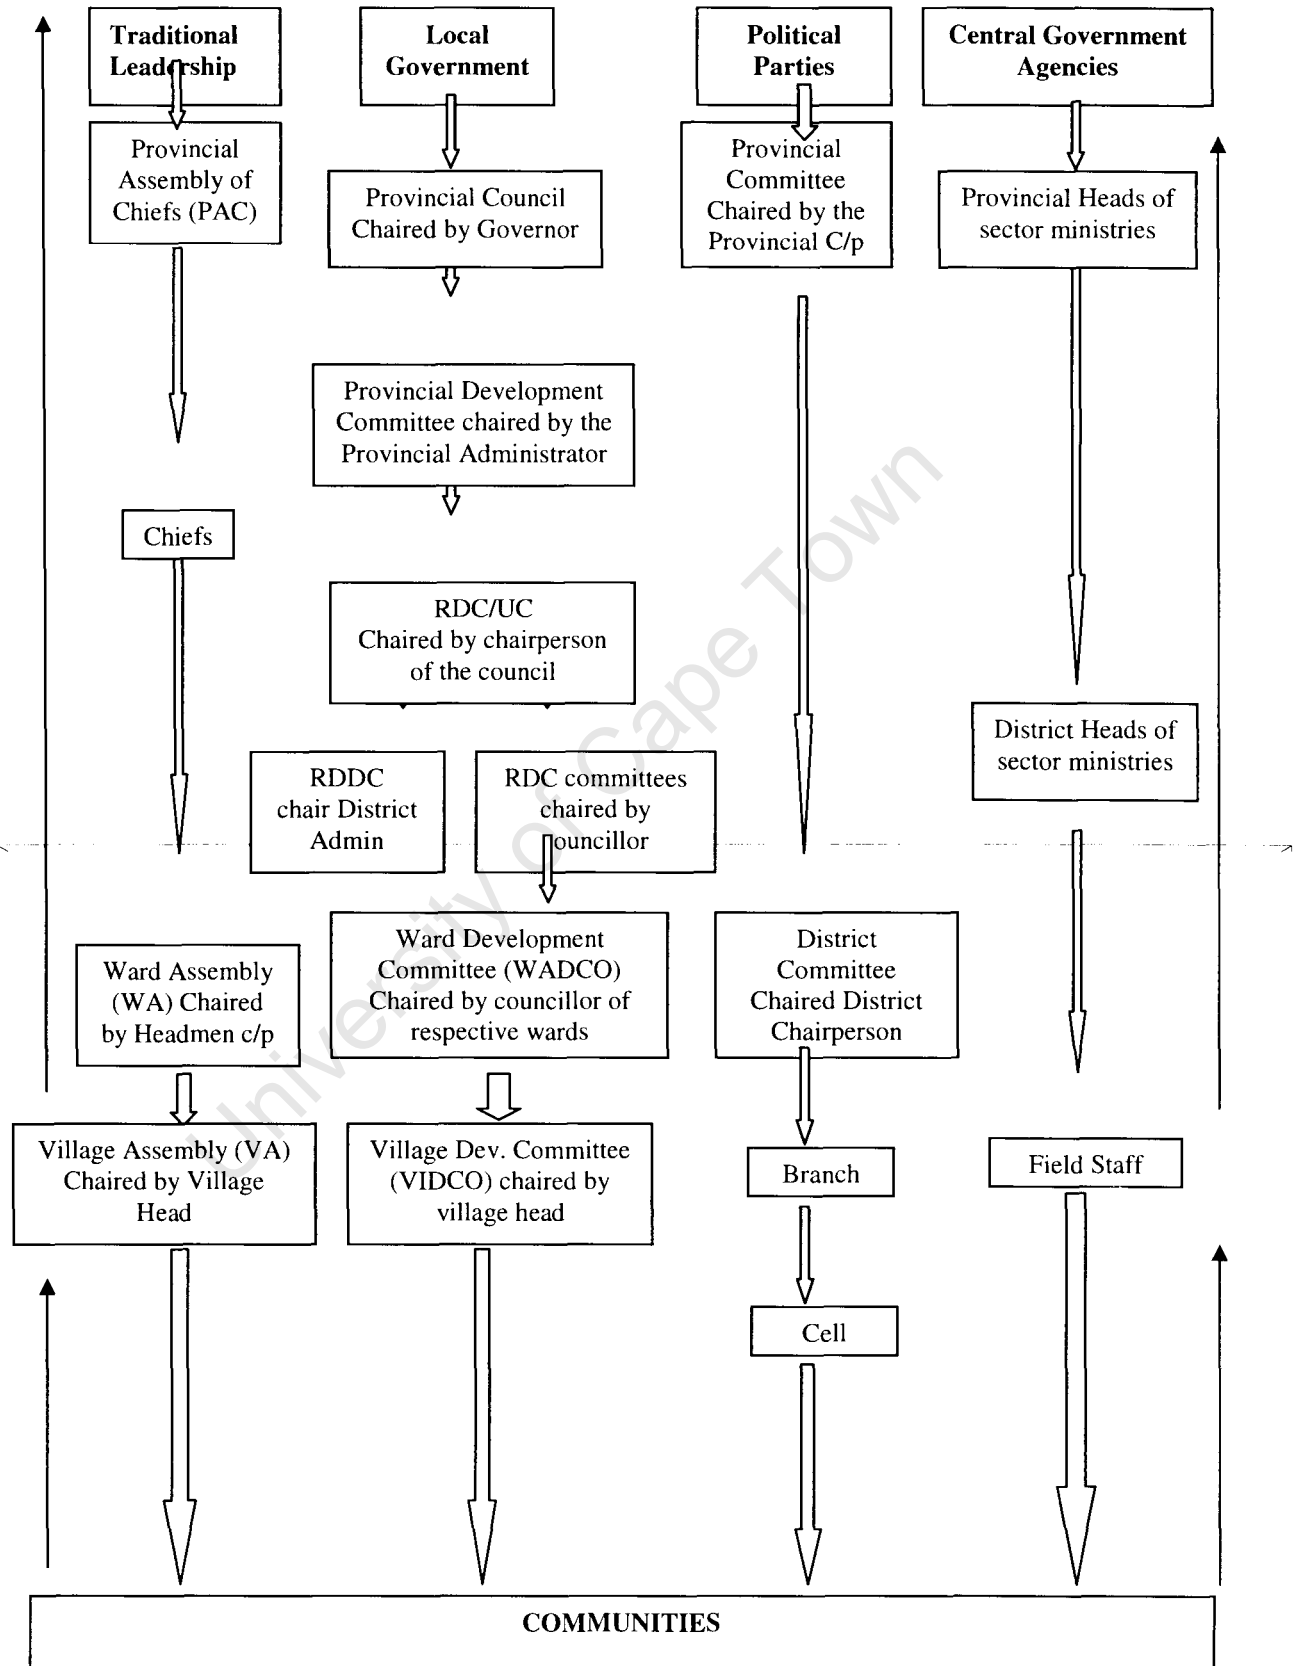 Traditional
Leadership
Local
Government
Political
Parties
Central Government
Agencies
Provincial
Assembly of
Chiefs (PAC)
Provincial Council
Chaired by Governor
Provincial
Committee
Chaired by the
Provincial C/p
Provincial Heads of
sector ministries
Provincial Development
Committee chaired by the
Provincial Administrator
Chiefs
RDC/UC
Chaired by chairperson
of the council
District Heads of
sector ministries
RDDC
chair District
Admin
RDC committees
chaired by
ouncillor
Ward Assembly
(WA) Chaired
by Headmen c/p
Ward Development
Committee (WADCO)
Chaired by councillor of
respective wards
District
Committee
Chaired District
Chairperson
Village Assembly (VA)
Chaired by Village
Head
Village Dev. Committee
(VIDCO) chaired by
village head
Branch
Field Staff
Cell
COMMUNITIES
University of Cape Town